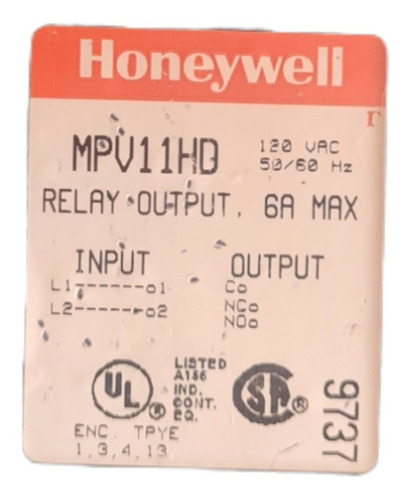 Honeywell
r
MPV11HD 120 VAC
50/60 Hz
RELAY OUTPUT, 6A MAX
INPUT OUTPUT
L1------o1 Co
L2------o2 NCo
NOo
UL ®
LISTED
A156
IND.
CONT.
EQ.
SA ®
ENC. TPYE
1,3,4,13
9737